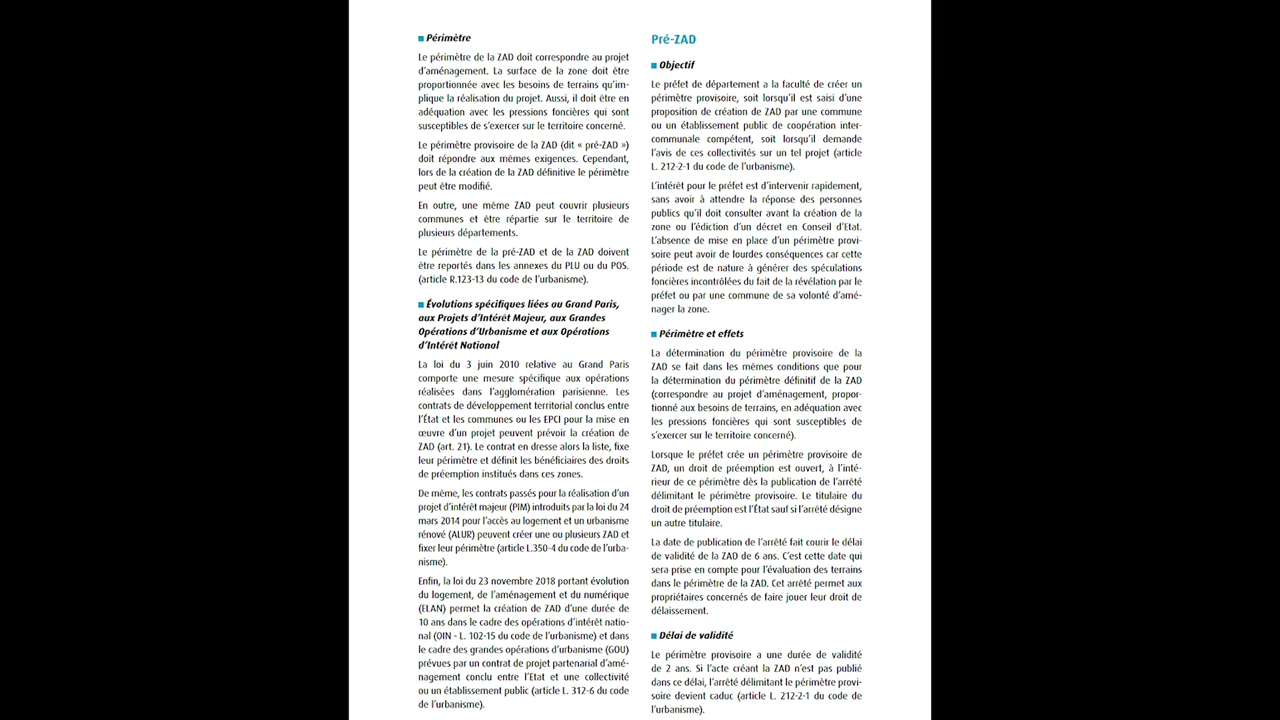 Périmètre
Le périmètre de la ZAD doit correspondre au projet
d'aménagement. La surface de la zone doit être
proportionnée avec les besoins de terrains qu'im-
plique la réalisation du projet. Aussi, il doit être en
adéquation avec les pressions foncières qui sont
susceptibles de s'exercer sur le territoire concerné.
Le périmètre provisoire de la ZAD (dit « pré-ZAD »)
doit répondre aux mêmes exigences. Cependant,
lors de la création de la ZAD définitive le périmètre
peut être modifié.
En outre, une même ZAD peut couvrir plusieurs
communes et être répartie sur le territoire de
plusieurs départements.
Le périmètre de la pré-ZAD et de la ZAD doivent
être reportés dans les annexes du PLU ou du POS.
(article R.123-13 du code de l'urbanisme).
Évolutions spécifiques liées au Grand Paris,
aux Projets d'Intérêt Majeur, aux Grandes
Opérations d'Urbanisme et aux Opérations
d'Intérêt National
La loi du 3 juin 2010 relative au Grand Paris
comporte une mesure spécifique aux opérations
réalisées dans l'agglomération parisienne. Les
contrats de développement territorial conclus entre
l'État et les communes ou les EPCI pour la mise en
œuvre d'un projet peuvent prévoir la création de
ZAD (art. 21). Le contrat en dresse alors la liste, fixe
leur périmètre et définit les bénéficiaires des droits
de préemption institués dans ces zones.
De même, les contrats passés pour la réalisation d'un
projet d'intérêt majeur (PIM) introduits par la loi du 24
mars 2014 pour l'accès au logement et un urbanisme
rénové (ALUR) peuvent créer une ou plusieurs ZAD et
fixer leur périmètre (article L.350-4 du code de l'urba-
nisme).
Enfin, la loi du 23 novembre 2018 portant évolution
du logement, de l'aménagement et du numérique
(ELAN) permet la création de ZAD d'une durée de
10 ans dans le cadre des opérations d'intérêt natio-
nal (OIN - L. 102-15 du code de l'urbanisme) et dans
le cadre des grandes opérations d'urbanisme (GOU)
prévues par un contrat de projet partenarial d'amé-
nagement conclu entre l'Etat et une collectivité
ou un établissement public (article L. 312-6 du code
de l'urbanisme).
Pré-ZAD
Objectif
Le préfet de département a la faculté de créer un
périmètre provisoire, soit lorsqu'il est saisi d'une
proposition de création de ZAD par une commune
ou un établissement public de coopération inter-
communale compétent, soit lorsqu'il demande
l'avis de ces collectivités sur un tel projet (article
L. 212-2-1 du code de l'urbanisme).
L'intérêt pour le préfet est d'intervenir rapidement,
sans avoir à attendre la réponse des personnes
publics qu'il doit consulter avant la création de la
zone ou l'édiction d'un décret en Conseil d'Etat.
L'absence de mise en place d'un périmètre provi-
soire peut avoir de lourdes conséquences car cette
période est de nature à générer des spéculations
foncières incontrôlées du fait de la révélation par le
préfet ou par une commune de sa volonté d'amé-
nager la zone.
Périmètre et effets
La détermination du périmètre provisoire de la
ZAD se fait dans les mêmes conditions que pour
la détermination du périmètre définitif de la ZAD
(correspondre au projet d'aménagement, propor-
tionné aux besoins de terrains, en adéquation avec
les pressions foncières qui sont susceptibles de
s'exercer sur le territoire concerné).
Lorsque le préfet crée un périmètre provisoire de
ZAD, un droit de préemption est ouvert, à l'inté-
rieur de ce périmètre dès la publication de l'arrêté
délimitant le périmètre provisoire. Le titulaire du
droit de préemption est l'État sauf si l'arrêté désigne
un autre titulaire.
La date de publication de l'arrêté fait courir le délai
de validité de la ZAD de 6 ans. C'est cette date qui
sera prise en compte pour l'évaluation des terrains
dans le périmètre de la ZAD. Cet arrêté permet aux
propriétaires concernés de faire jouer leur droit de
délaissement.
Délai de validité
Le périmètre provisoire a une durée de validité
de 2 ans. Si l'acte créant la ZAD n'est pas publié
dans ce délai, l'arrêté délimitant le périmètre provi-
soire devient caduc (article L. 212-2-1 du code de
l'urbanisme).